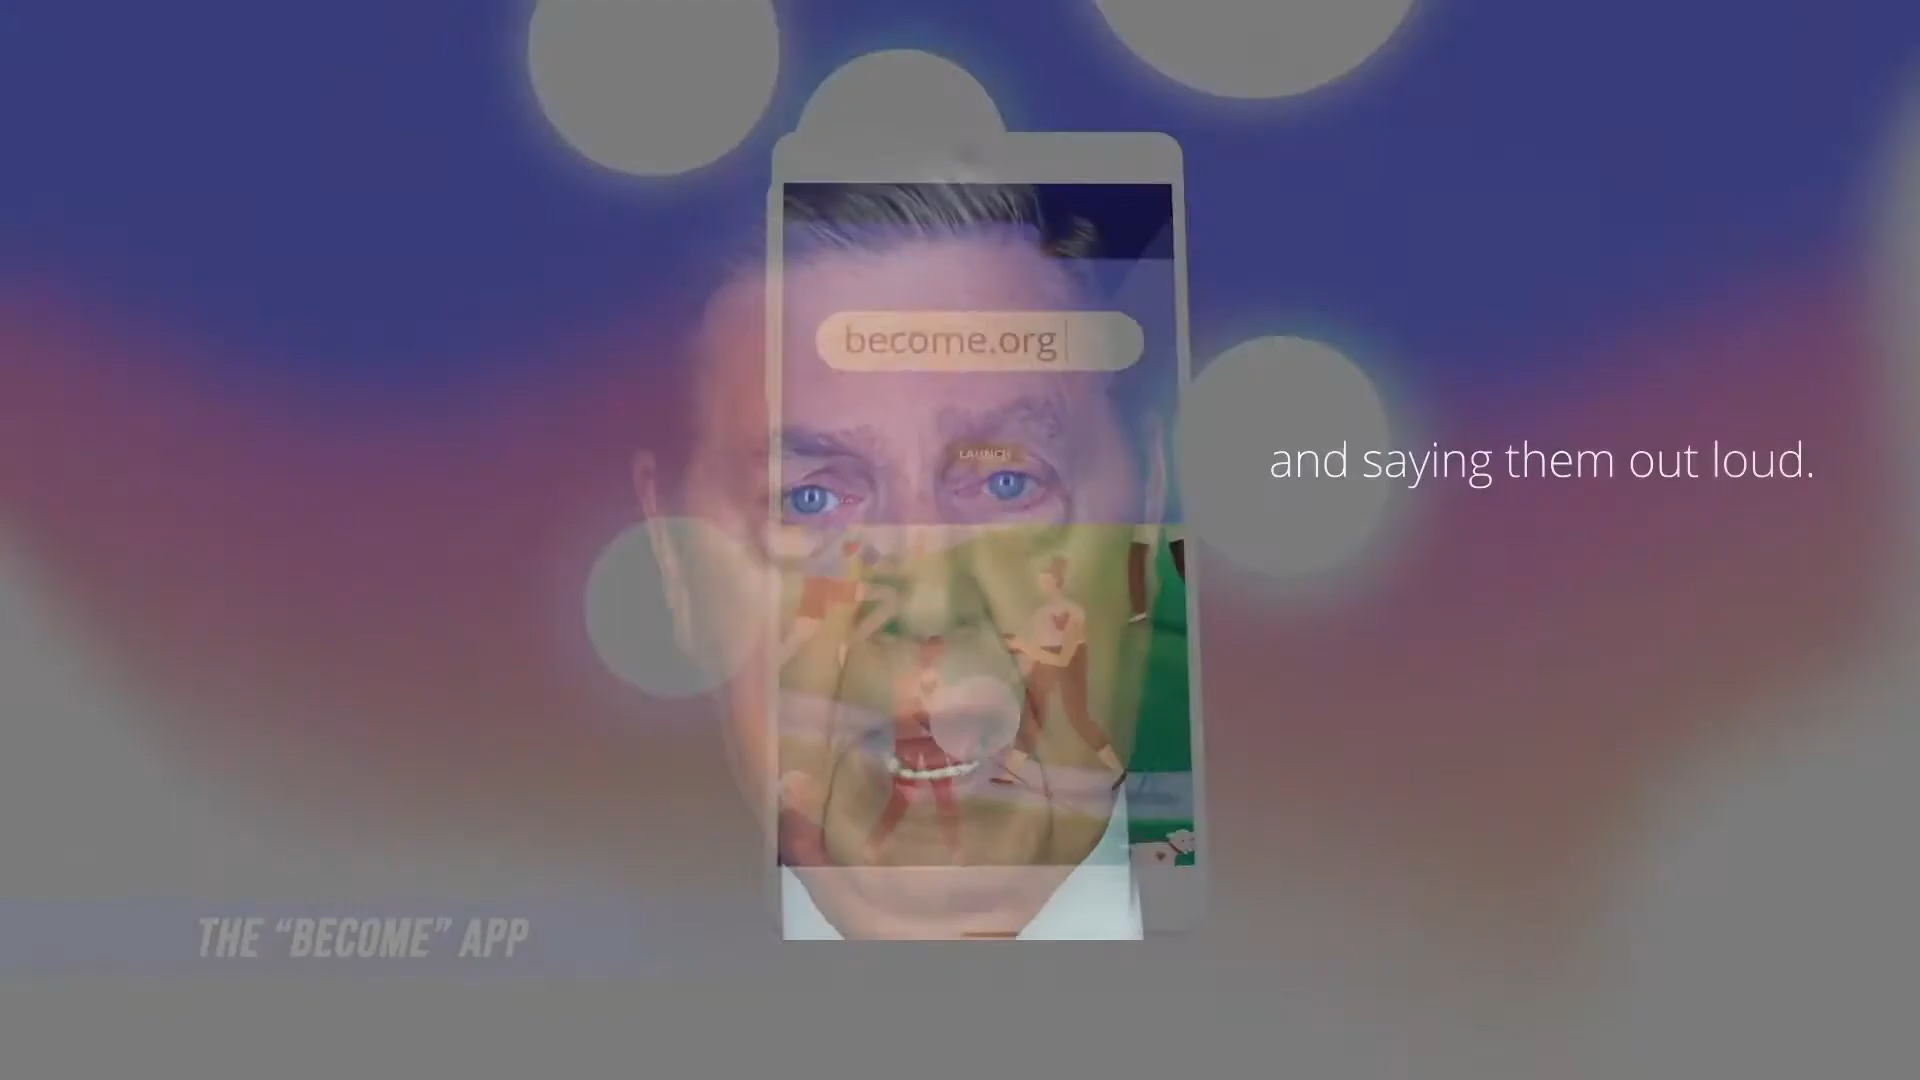 become.org
LAUNCH
and saying them out loud.
THE “BECOME” APP